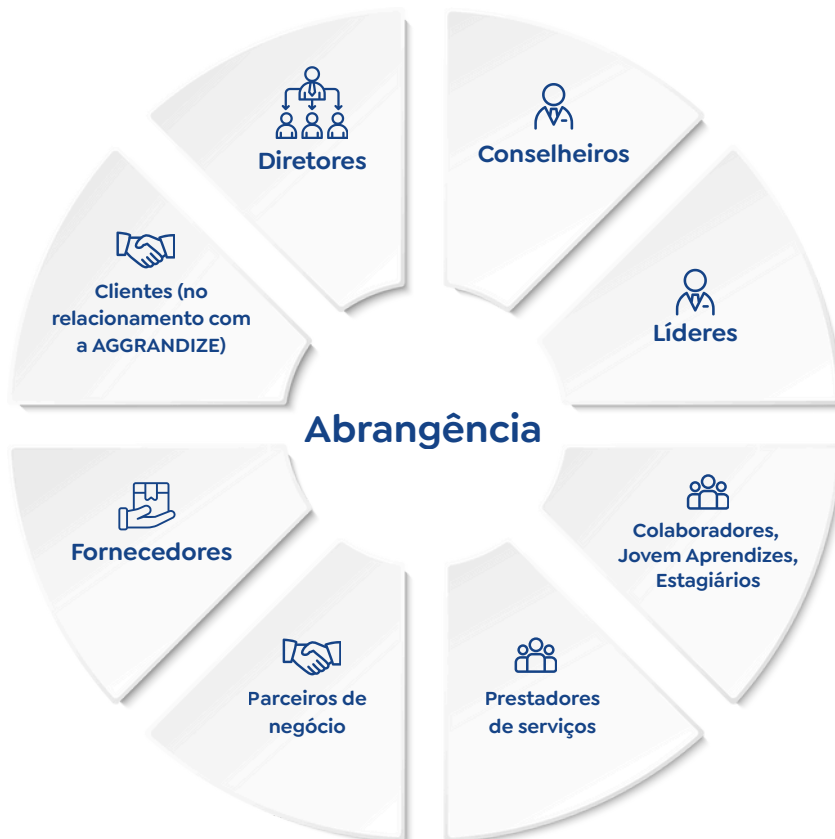 Diretores
Conselheiros
Líderes
Colaboradores,
Jovem Aprendizes,
Estagiários
Prestadores
de serviços
Parceiros de
negócio
Fornecedores
Clientes (no
relacionamento com
a AGGRANDIZE)
Abrangência